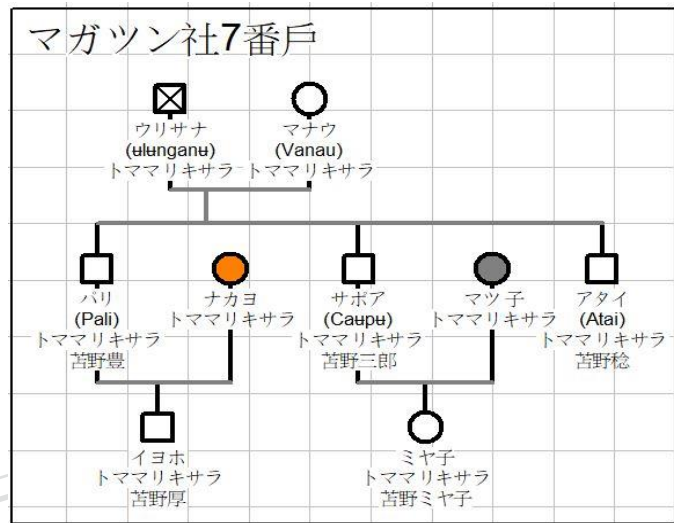 マガツン社7番戶
ウリサナ
(ʉlʉnganʉ)
トママリキサラ
マナウ
(Vanau)
トママリキサラ
パリ
(Pali)
トママリキサラ
苫野豊
ナカヨ
トママリキサラ
サボア
(Caʉpʉ)
トママリキサラ
苫野三郎
マツ子
トママリキサラ
アタイ
(Atai)
トママリキサラ
苫野稔
イヨホ
トママリキサラ
苫野厚
ミヤ子
トママリキサラ
苫野ミヤ子